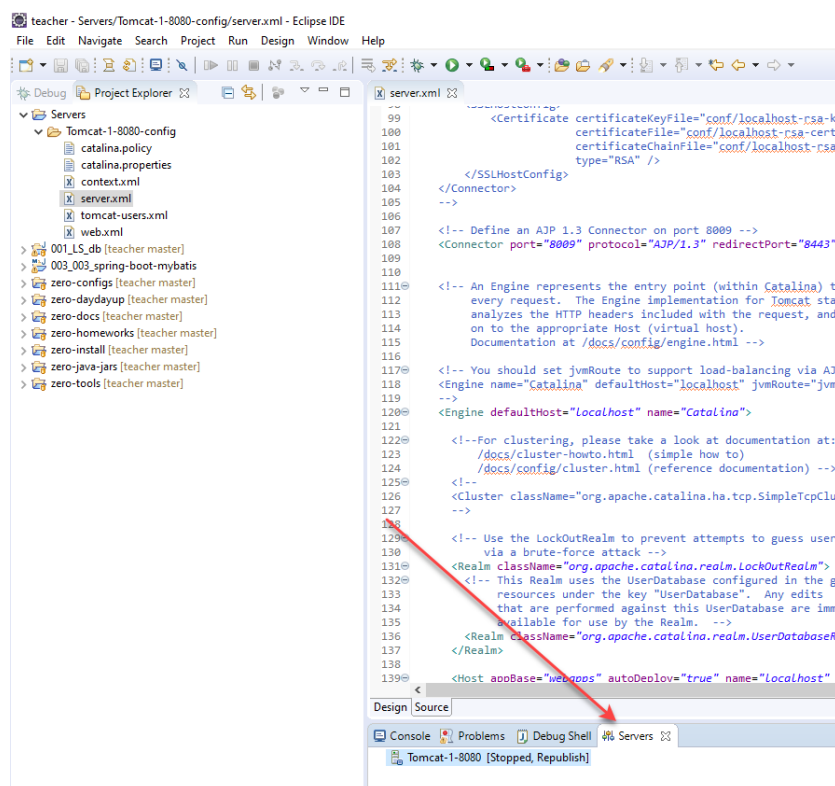 teacher - Servers/Tomcat-1-8080-config/server.xml - Eclipse IDE
File Edit Navigate Search Project Run Design Window Help
Debug Project Explorer
Servers
Tomcat-1-8080-config
catalina.policy
catalina.properties
context.xml
server.xml
tomcat-users.xml
web.xml
001_LS_db [teacher master]
003_003_spring-boot-mybatis
zero-configs [teacher master]
zero-daydayup [teacher master]
zero-docs [teacher master]
zero-homeworks [teacher master]
zero-install [teacher master]
zero-java-jars [teacher master]
zero-tools [teacher master]
server.xml
98 <SSLHostConfig>
99 <Certificate certificateKeyFile="conf/localhost-rsa-k
100 certificateFile="conf/localhost-rsa-cert
101 certificateChainFile="conf/localhost-rsa
102 type="RSA" />
103 </SSLHostConfig>
104 </Connector>
105 -->
106
107 <!-- Define an AJP 1.3 Connector on port 8009 -->
108 <Connector port="8009" protocol="AJP/1.3" redirectPort="8443"
109
110
111 <!-- An Engine represents the entry point (within Catalina) t
112 every request. The Engine implementation for Tomcat sta
113 analyzes the HTTP headers included with the request, and
114 on to the appropriate Host (virtual host).
115 Documentation at /docs/config/engine.html -->
116
117 <!-- You should set jvmRoute to support load-balancing via AJ
118 <Engine name="Catalina" defaultHost="localhost" jvmRoute="jvm
119 -->
120 <Engine defaultHost="localhost" name="Catalina">
121
122 <!--For clustering, please take a look at documentation at:
123 /docs/cluster-howto.html (simple how to)
124 /docs/config/cluster.html (reference documentation) -->
125 <!--
126 <Cluster className="org.apache.catalina.ha.tcp.SimpleTcpClu
127 -->
128
129 <!-- Use the LockOutRealm to prevent attempts to guess user
130 via a brute-force attack -->
131 <Realm className="org.apache.catalina.realm.LockOutRealm">
132 <!-- This Realm uses the UserDatabase configured in the g
133 resources under the key "UserDatabase". Any edits
134 that are performed against this UserDatabase are imm
135 available for use by the Realm. -->
136 <Realm className="org.apache.catalina.realm.UserDatabaseR
137 </Realm>
138
139 <Host appBase="webapps" autoDeploy="true" name="localhost"
Design Source
Console Problems Debug Shell Servers
Tomcat-1-8080 [Stopped, Republish]